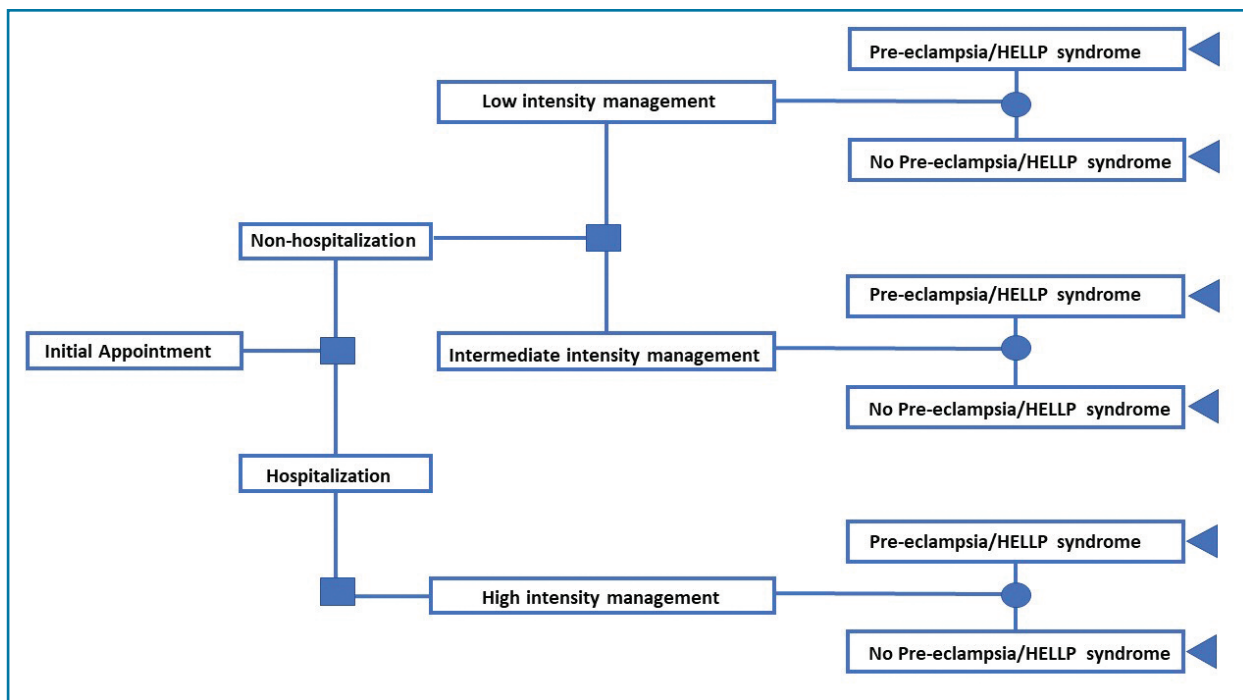 Pre-eclampsia/HELLP syndrome
Low intensity management
No Pre-eclampsia/HELLP syndrome
Non-hospitalization
Pre-eclampsia/HELLP syndrome
Initial Appointment
Intermediate intensity management
No Pre-eclampsia/HELLP syndrome
Hospitalization
Pre-eclampsia/HELLP syndrome
High intensity management
No Pre-eclampsia/HELLP syndrome